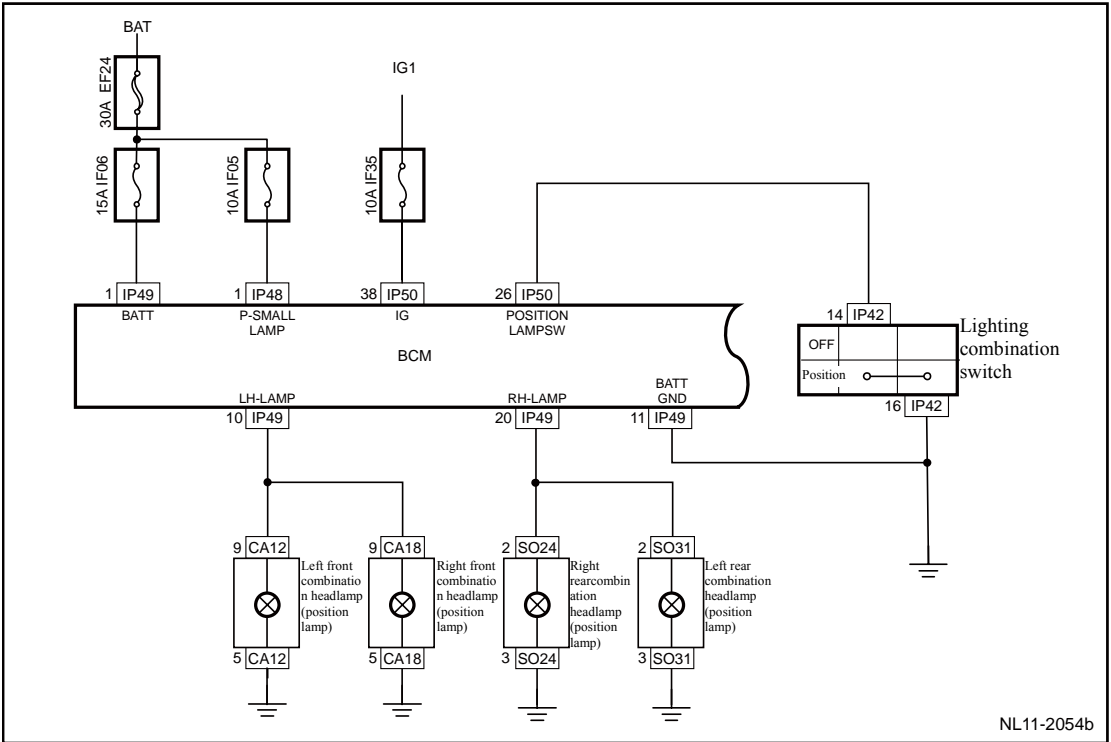 BAT
30A EF24
IG1
15A IF06
10A IF05
10A IF35
1 IP49
1 IP48
38 IP50
26 IP50
BATT
P-SMALL
LAMP
IG
POSITION
LAMPSW
BCM
14 IP42
OFF
Position
Lighting
combination
switch
16 IP42
LH-LAMP
RH-LAMP
BATT
GND
10 IP49
20 IP49
11 IP49
9 CA12
Left front
combinatio
n headlamp
(position
lamp)
5 CA12
9 CA18
Right front
combinatio
n headlamp
(position
lamp)
5 CA18
2 SO24
Right
rearcombin
ation
headlamp
(position
lamp)
3 SO24
2 SO31
Left rear
combination
headlamp
(position
lamp)
3 SO31
NL11-2054b